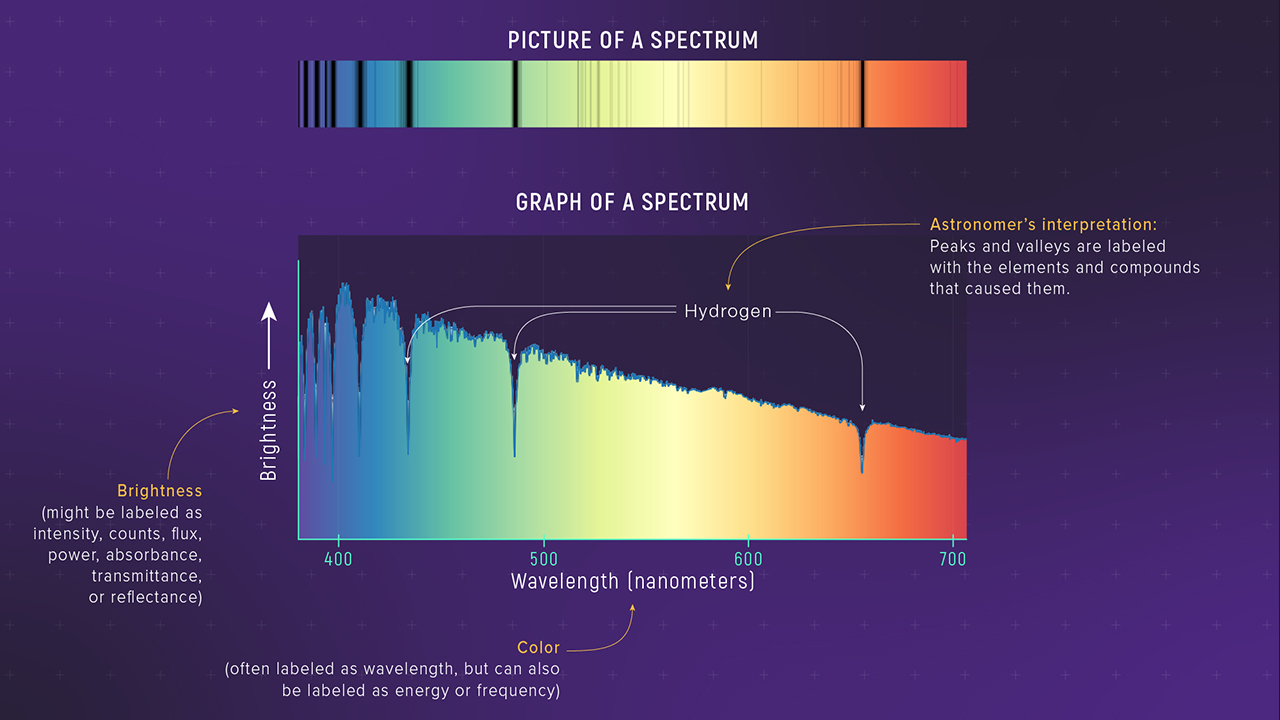 PICTURE OF A SPECTRUM
GRAPH OF A SPECTRUM
Astronomer’s interpretation:
Peaks and valleys are labeled
with the elements and compounds
that caused them.
Hydrogen
Brightness
Brightness
(might be labeled as
intensity, counts, flux,
power, absorbance,
transmittance,
or reflectance)
400 500 600 700
Wavelength (nanometers)
Color
(often labeled as wavelength, but can also
be labeled as energy or frequency)